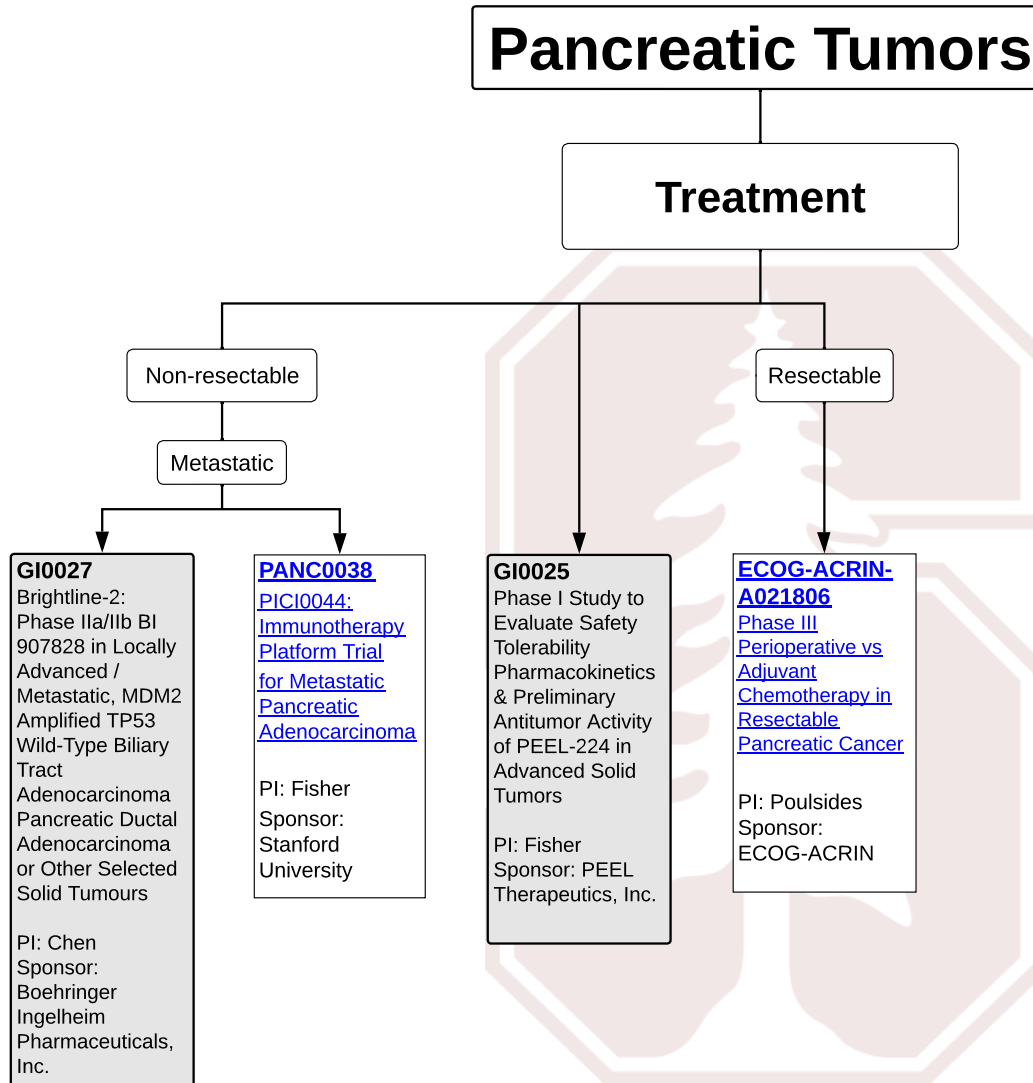 Pancreatic Tumors
Treatment
Non-resectable
Resectable
Metastatic
GI0027
Brightline-2:
Phase IIa/IIb BI
907828 in Locally
Advanced /
Metastatic, MDM2
Amplified TP53
Wild-Type Biliary
Tract
Adenocarcinoma
Pancreatic Ductal
Adenocarcinoma
or Other Selected
Solid Tumours
PI: Chen
Sponsor:
Boehringer
Ingelheim
Pharmaceuticals,
Inc.
PANC0038
PICI0044:
Immunotherapy
Platform Trial
for Metastatic
Pancreatic
Adenocarcinoma
PI: Fisher
Sponsor:
Stanford
University
GI0025
Phase I Study to
Evaluate Safety
Tolerability
Pharmacokinetics
& Preliminary
Antitumor Activity
of PEEL-224 in
Advanced Solid
Tumors
PI: Fisher
Sponsor: PEEL
Therapeutics, Inc.
ECOG-ACRIN-
A021806
Phase III
Perioperative vs
Adjuvant
Chemotherapy in
Resectable
Pancreatic Cancer
PI: Poulsides
Sponsor:
ECOG-ACRIN